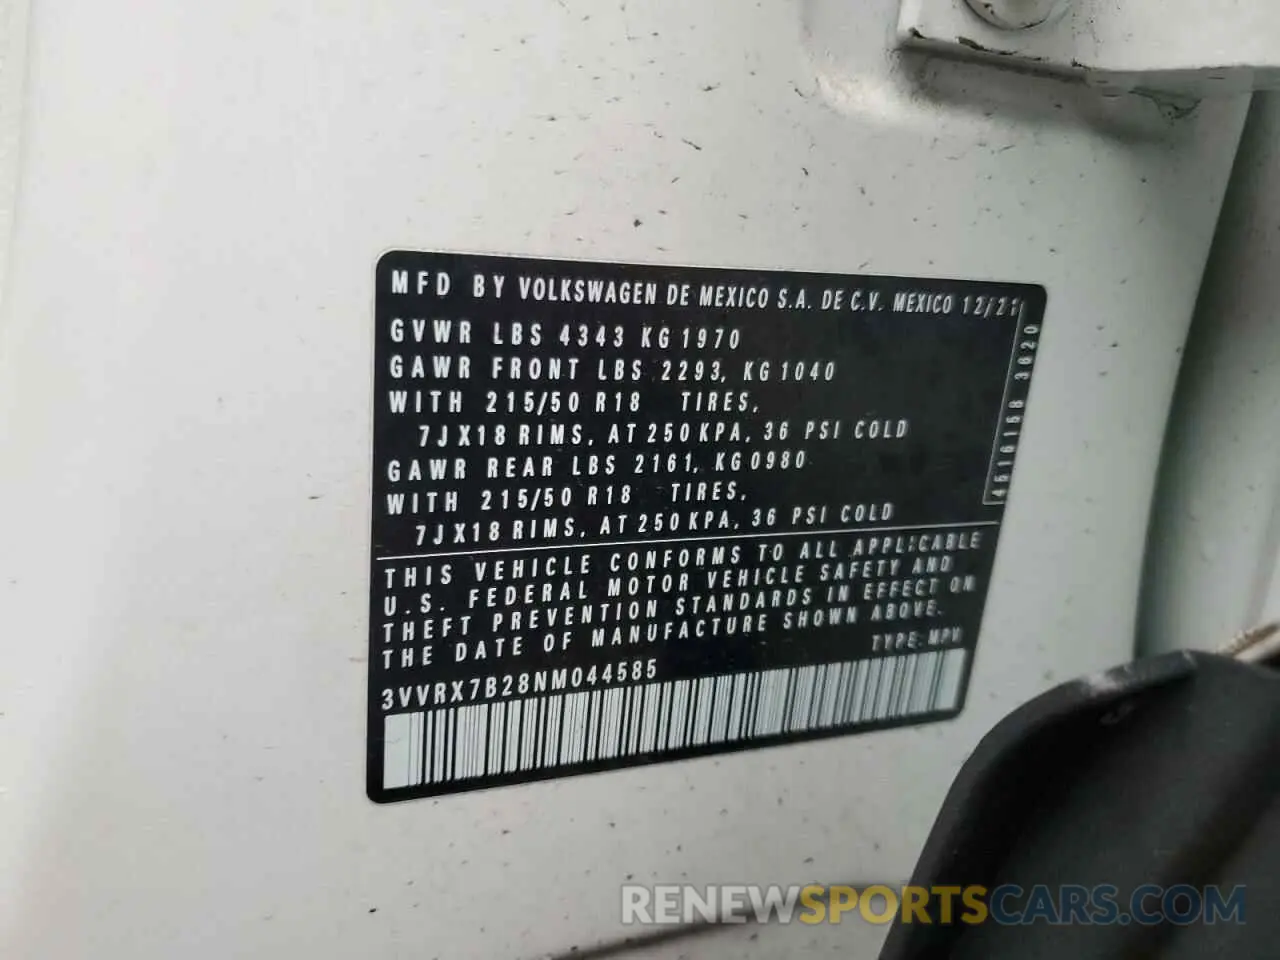 MFD BY VOLKSWAGEN DE MEXICO S.A. DE C.V. MEXICO 12/21
GVWR LBS 4343 KG 1970
GAWR FRONT LBS 2293, KG 1040
WITH 215/50 R18 TIRES,
7JX18 RIMS, AT 250 KPA, 36 PSI COLD
GAWR REAR LBS 2161, KG 0980
WITH 215/50 R18 TIRES,
7JX18 RIMS, AT 250 KPA, 36 PSI COLD
4516168 3620
THIS VEHICLE CONFORMS TO ALL APPLICABLE
U.S. FEDERAL MOTOR VEHICLE SAFETY AND
THEFT PREVENTION STANDARDS IN EFFECT ON
THE DATE OF MANUFACTURE SHOWN ABOVE.
TYPE: MPV
3VVRX7B28NM044585
RENEWSPORTSCARS.COM